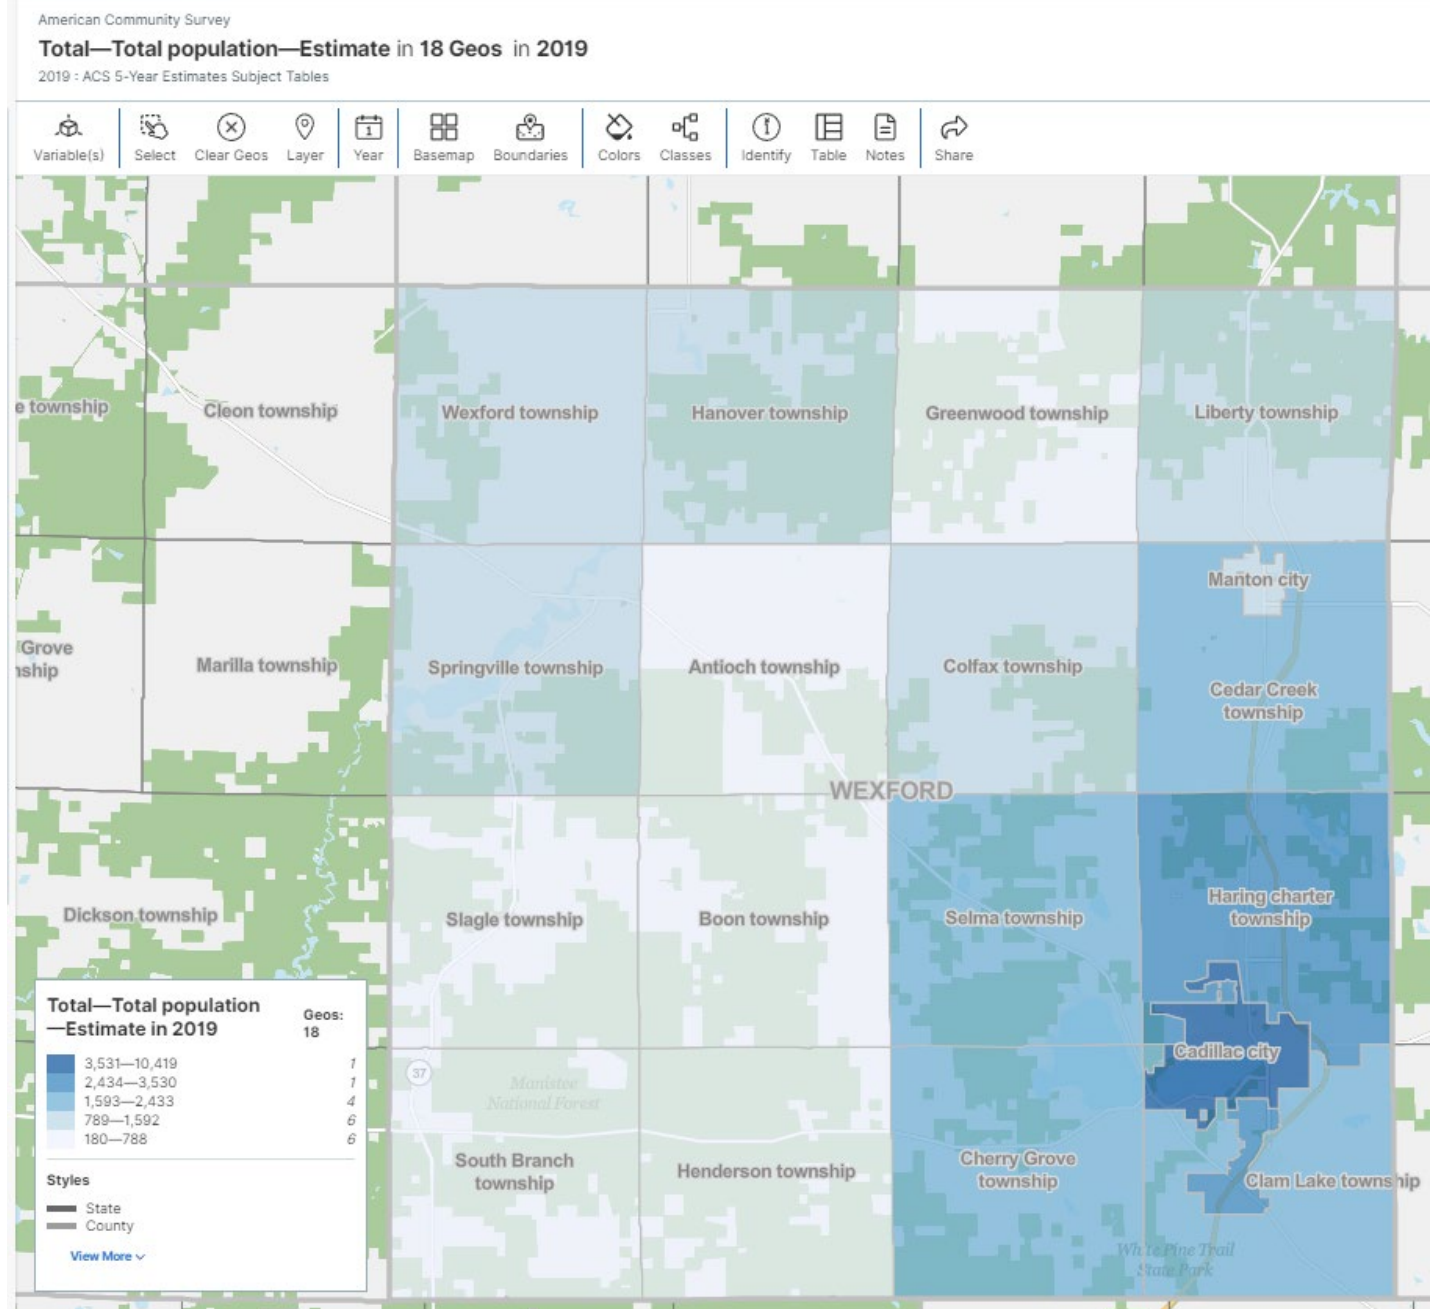 American Community Survey
Total—Total population—Estimate in 18 Geos in 2019
2019 : ACS 5-Year Estimates Subject Tables
Variable(s)
Select
Clear Geos
Layer
1
Year
Basemap
Boundaries
Colors
Classes
Identify
Table
Notes
Share
e township
Cleon township
Wexford township
Hanover township
Greenwood township
Liberty township
Manton city
Grove
nship
Marilla township
Springville township
Antioch township
Colfax township
Cedar Creek
township
WEXFORD
Dickson township
Slagle township
Boon township
Selma township
Haring charter
township
Cadillac city
37
Manistee
National Forest
South Branch
township
Henderson township
Cherry Grove
township
Clam Lake township
White Pine Trail
State Park
Total—Total population
—Estimate in 2019
Geos:
18
3,531—10,419 1
2,434—3,530 1
1,593—2,433 4
789—1,592 6
180—788 6
Styles
State
County
View More